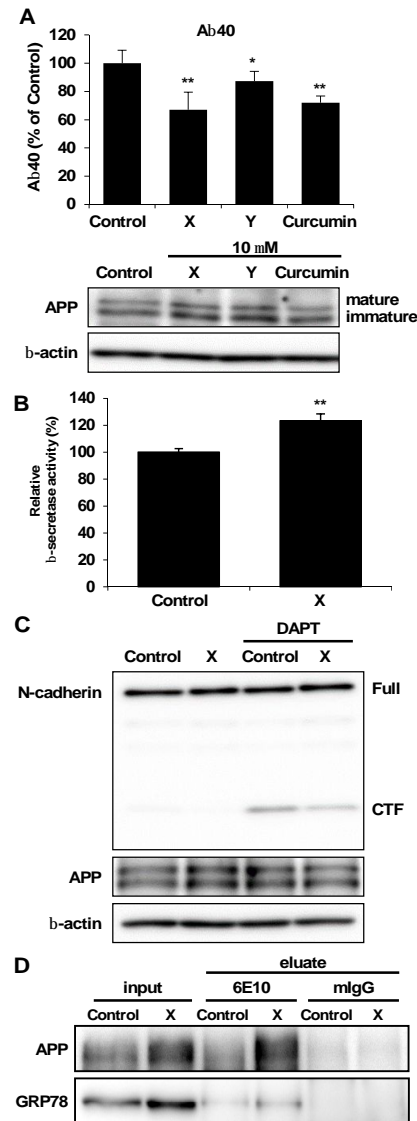 A
Ab40
Ab40 (% of Control)
120
100
80
60
40
20
0
** * **
Control X Y Curcumin
10 mM
Control X Y Curcumin
APP
mature
immature
b-actin
B
Relative
b-secretase activity (%)
140
120
100
80
60
40
20
0
**
Control X
C
DAPT
Control X Control X
N-cadherin
Full
CTF
APP
b-actin
D
eluate
input 6E10 mIgG
Control X Control X Control X
APP
GRP78